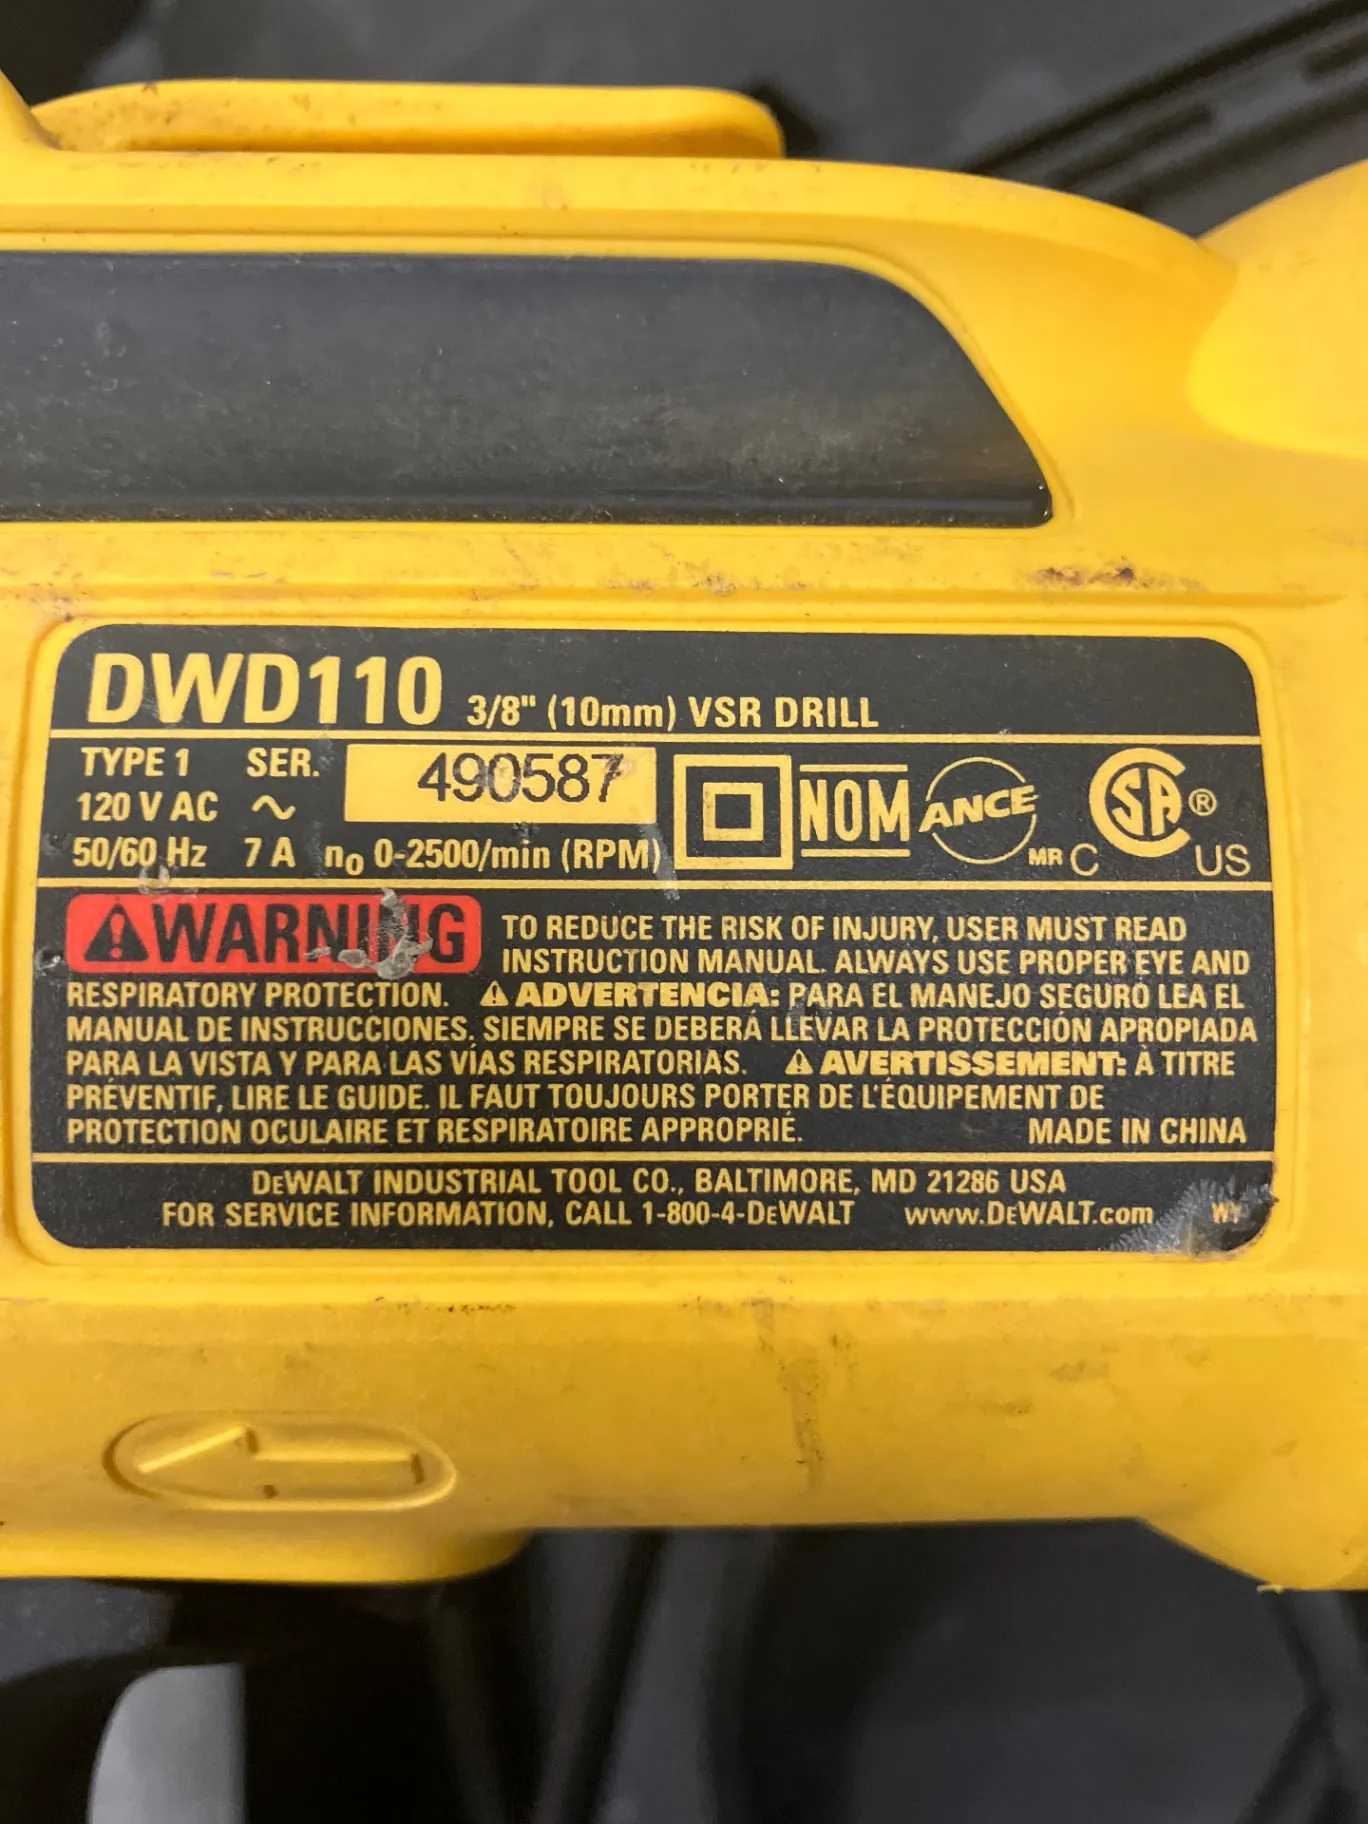 DWD110 3/8" (10mm) VSR DRILL
TYPE 1 SER. 490587
120 V AC ~
50/60 Hz 7 A n₀ 0-2500/min (RPM)
NOM ANCE MR C SA® US
WARNING TO REDUCE THE RISK OF INJURY, USER MUST READ
INSTRUCTION MANUAL. ALWAYS USE PROPER EYE AND
RESPIRATORY PROTECTION. ⚠ ADVERTENCIA: PARA EL MANEJO SEGURO LEA EL
MANUAL DE INSTRUCCIONES. SIEMPRE SE DEBERÁ LLEVAR LA PROTECCIÓN APROPIADA
PARA LA VISTA Y PARA LAS VÍAS RESPIRATORIAS. ⚠ AVERTISSEMENT: À TITRE
PRÉVENTIF, LIRE LE GUIDE. IL FAUT TOUJOURS PORTER DE L'ÉQUIPEMENT DE
PROTECTION OCULAIRE ET RESPIRATOIRE APPROPRIÉ. MADE IN CHINA
DEWALT INDUSTRIAL TOOL CO., BALTIMORE, MD 21286 USA
FOR SERVICE INFORMATION, CALL 1-800-4-DEWALT www.DEWALT.com